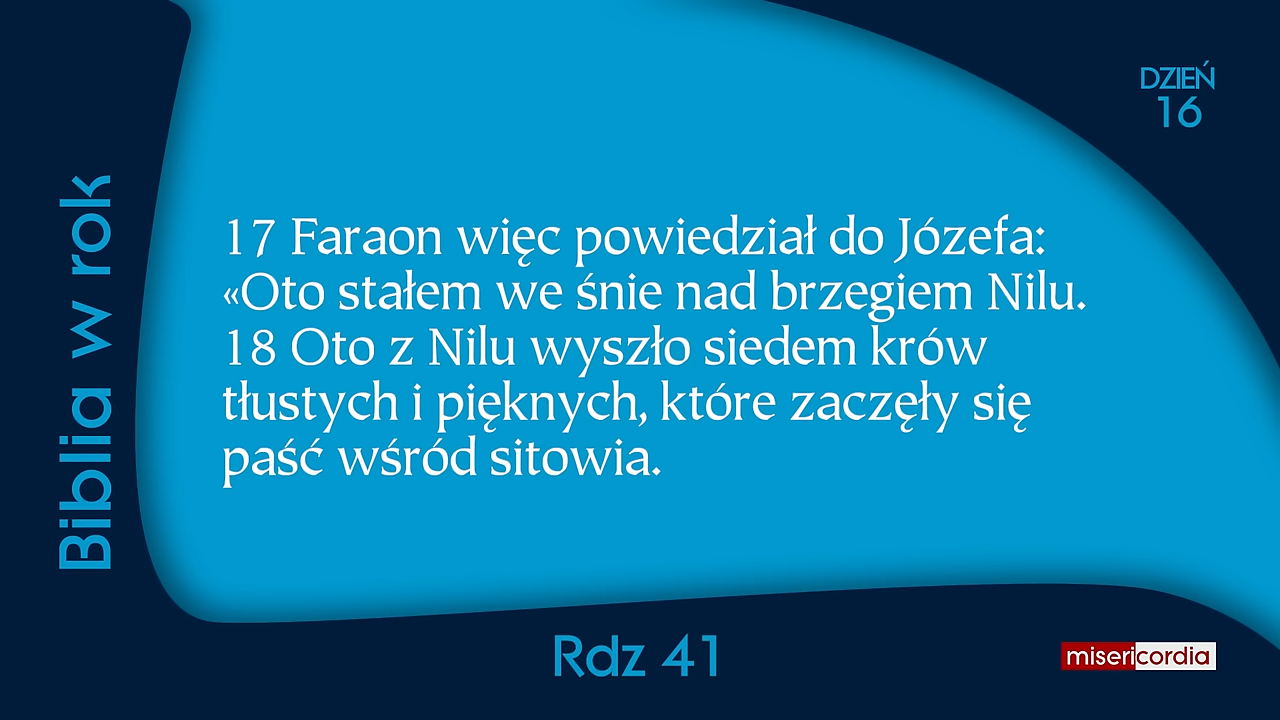 DZIEŃ
16
Biblia w rok
17 Faraon więc powiedział do Józefa:
«Oto stałem we śnie nad brzegiem Nilu.
18 Oto z Nilu wyszło siedem krów
tłustych i pięknych, które zaczęły się
paść wśród sitowia.
Rdz 41
misericordia